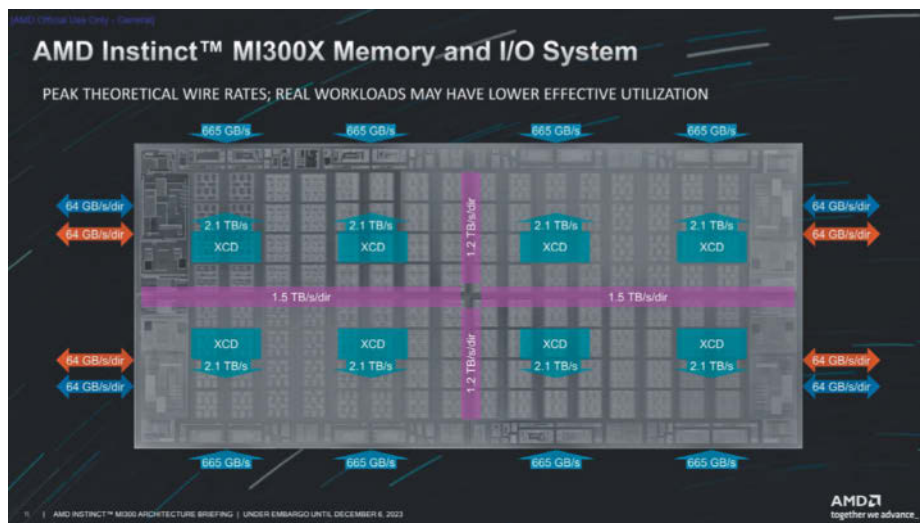 [AMD Official Use Only - General]
AMD Instinct™ MI300X Memory and I/O System
PEAK THEORETICAL WIRE RATES; REAL WORKLOADS MAY HAVE LOWER EFFECTIVE UTILIZATION
665 GB/s 665 GB/s 665 GB/s 665 GB/s
64 GB/s/dir 64 GB/s/dir
2.1 TB/s 2.1 TB/s 1.2 TB/s/dir 2.1 TB/s 2.1 TB/s
64 GB/s/dir 64 GB/s/dir
XCD XCD XCD XCD
1.5 TB/s/dir 1.5 TB/s/dir
XCD XCD XCD XCD
64 GB/s/dir 64 GB/s/dir
2.1 TB/s 2.1 TB/s 1.2 TB/s/dir 2.1 TB/s 2.1 TB/s
64 GB/s/dir 64 GB/s/dir
665 GB/s 665 GB/s 665 GB/s 665 GB/s
| AMD INSTINCT™ MI300 ARCHITECTURE BRIEFING | UNDER EMBARGO UNTIL DECEMBER 6, 2023
AMD
together we advance_